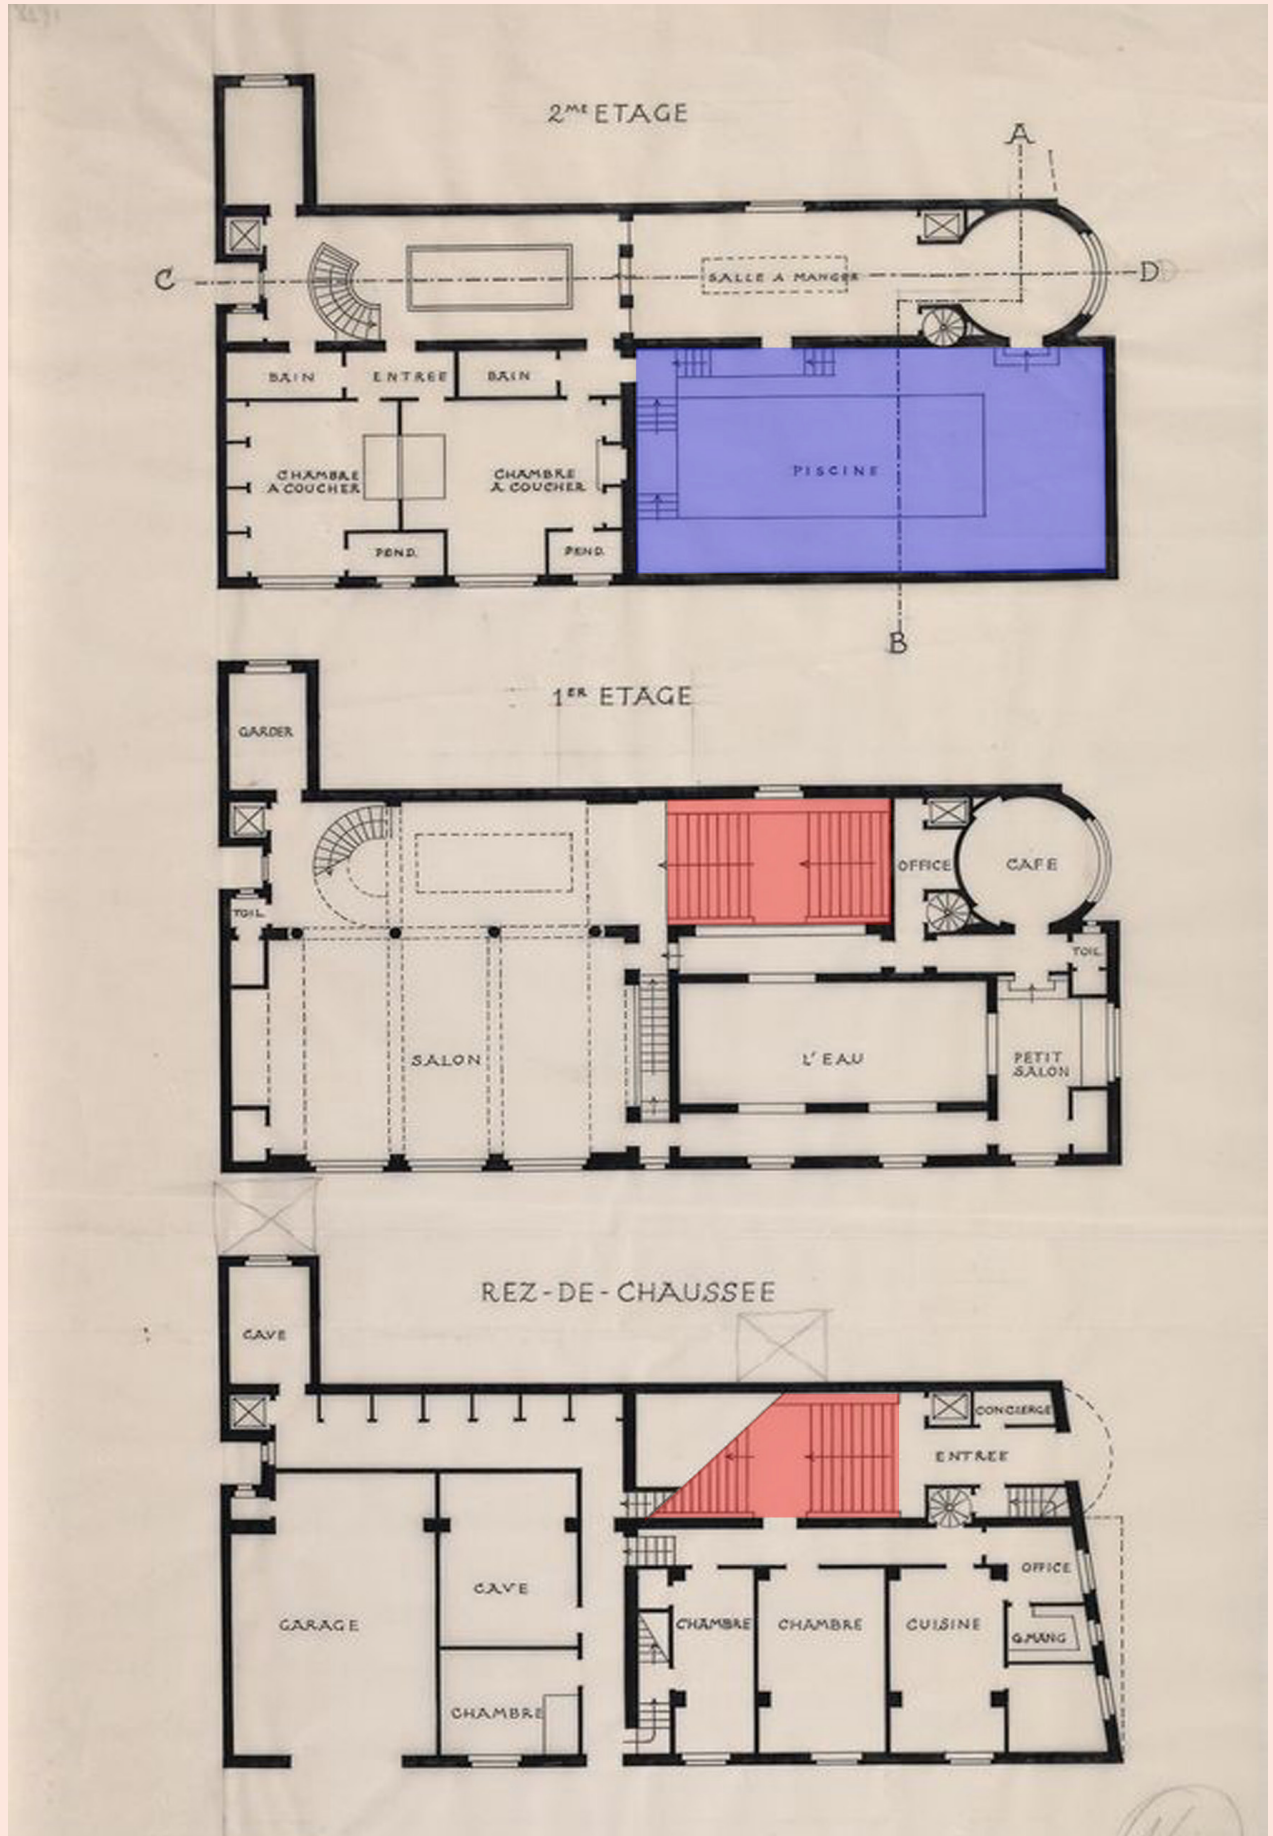 2ME ETAGE
A
C
SALLE A MANGER
D
BAIN
ENTREE
BAIN
CHAMBRE
A COUCHER
CHAMBRE
A COUCHER
PISCINE
PEND.
PEND.
B
1ER ETAGE
GARDER
OFFICE
CAFE
TOIL.
TOIL.
SALON
L'EAU
PETIT
SALON
REZ-DE-CHAUSSEE
CAVE
CONCIERGE
ENTREE
OFFICE
CAVE
GARAGE
CHAMBRE
CHAMBRE
CUISINE
G.MANG
CHAMBRE